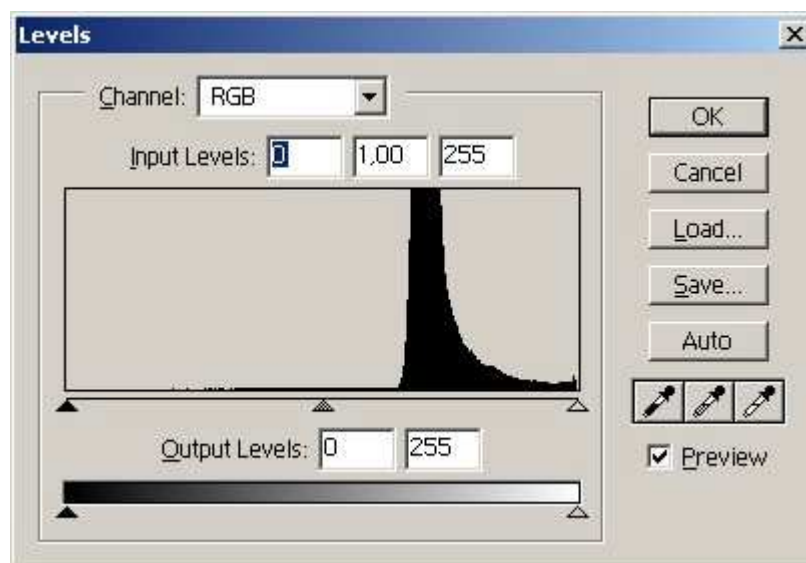 Levels
Channel: RGB
OK
Input Levels: 0 1,00 255
Cancel
Load...
Save...
Auto
Output Levels: 0 255
Preview